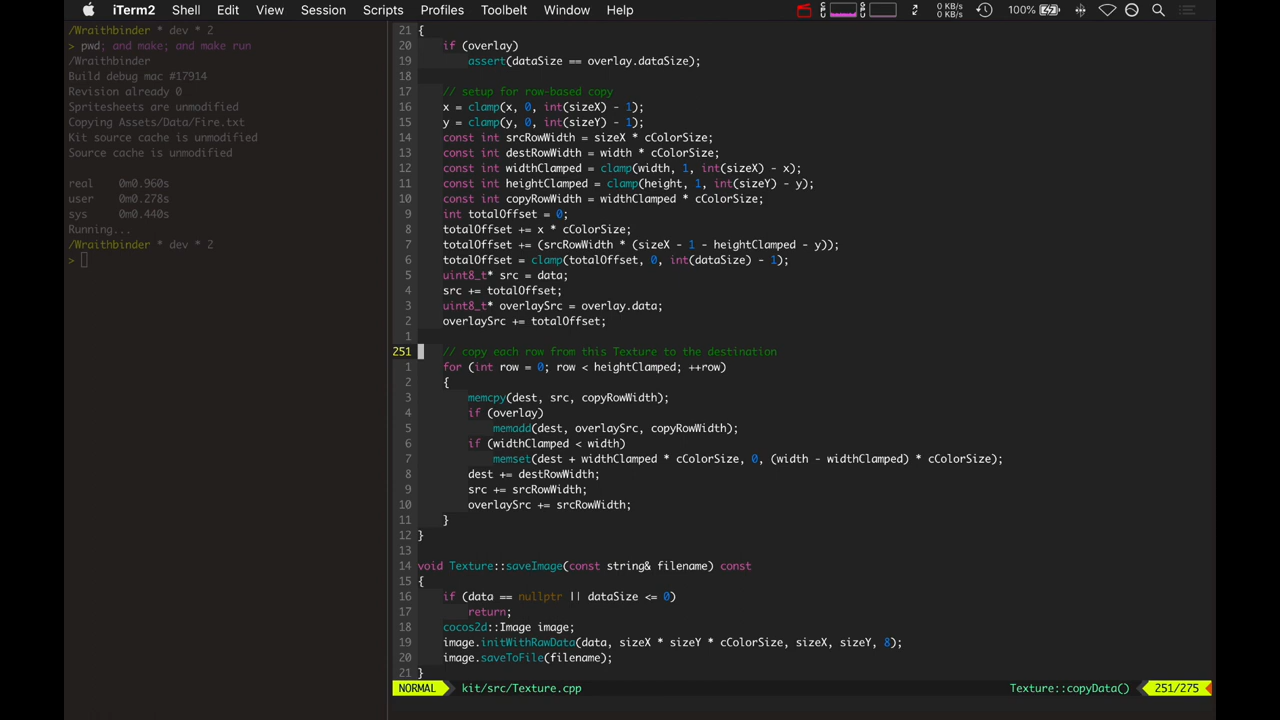 iTerm2 Shell Edit View Session Scripts Profiles Toolbelt Window Help 0 KB/s 0 KB/s 100%
/Wraithbinder * dev * 2
> pwd; and make; and make run
/Wraithbinder
Build debug mac #17914
Revision already 0
Spritesheets are unmodified
Copying Assets/Data/Fire.txt
Kit source cache is unmodified
Source cache is unmodified
real 0m0.960s
user 0m0.278s
sys 0m0.440s
Running...
/Wraithbinder * dev * 2
>
21 {
20 if (overlay)
19 assert(dataSize == overlay.dataSize);
18
17 // setup for row-based copy
16 x = clamp(x, 0, int(sizeX) - 1);
15 y = clamp(y, 0, int(sizeY) - 1);
14 const int srcRowWidth = sizeX * cColorSize;
13 const int destRowWidth = width * cColorSize;
12 const int widthClamped = clamp(width, 1, int(sizeX) - x);
11 const int heightClamped = clamp(height, 1, int(sizeY) - y);
10 const int copyRowWidth = widthClamped * cColorSize;
9 int totalOffset = 0;
8 totalOffset += x * cColorSize;
7 totalOffset += (srcRowWidth * (sizeX - 1 - heightClamped - y));
6 totalOffset = clamp(totalOffset, 0, int(dataSize) - 1);
5 uint8_t* src = data;
4 src += totalOffset;
3 uint8_t* overlaySrc = overlay.data;
2 overlaySrc += totalOffset;
1
251 // copy each row from this Texture to the destination
1 for (int row = 0; row < heightClamped; ++row)
2 {
3 memcpy(dest, src, copyRowWidth);
4 if (overlay)
5 memadd(dest, overlaySrc, copyRowWidth);
6 if (widthClamped < width)
7 memset(dest + widthClamped * cColorSize, 0, (width - widthClamped) * cColorSize);
8 dest += destRowWidth;
9 src += srcRowWidth;
10 overlaySrc += srcRowWidth;
11 }
12 }
13
14 void Texture::saveImage(const string& filename) const
15 {
16 if (data == nullptr || dataSize <= 0)
17 return;
18 cocos2d::Image image;
19 image.initWithRawData(data, sizeX * sizeY * cColorSize, sizeX, sizeY, 8);
20 image.saveToFile(filename);
21 }
NORMAL kit/src/Texture.cpp Texture::copyData() 251/275